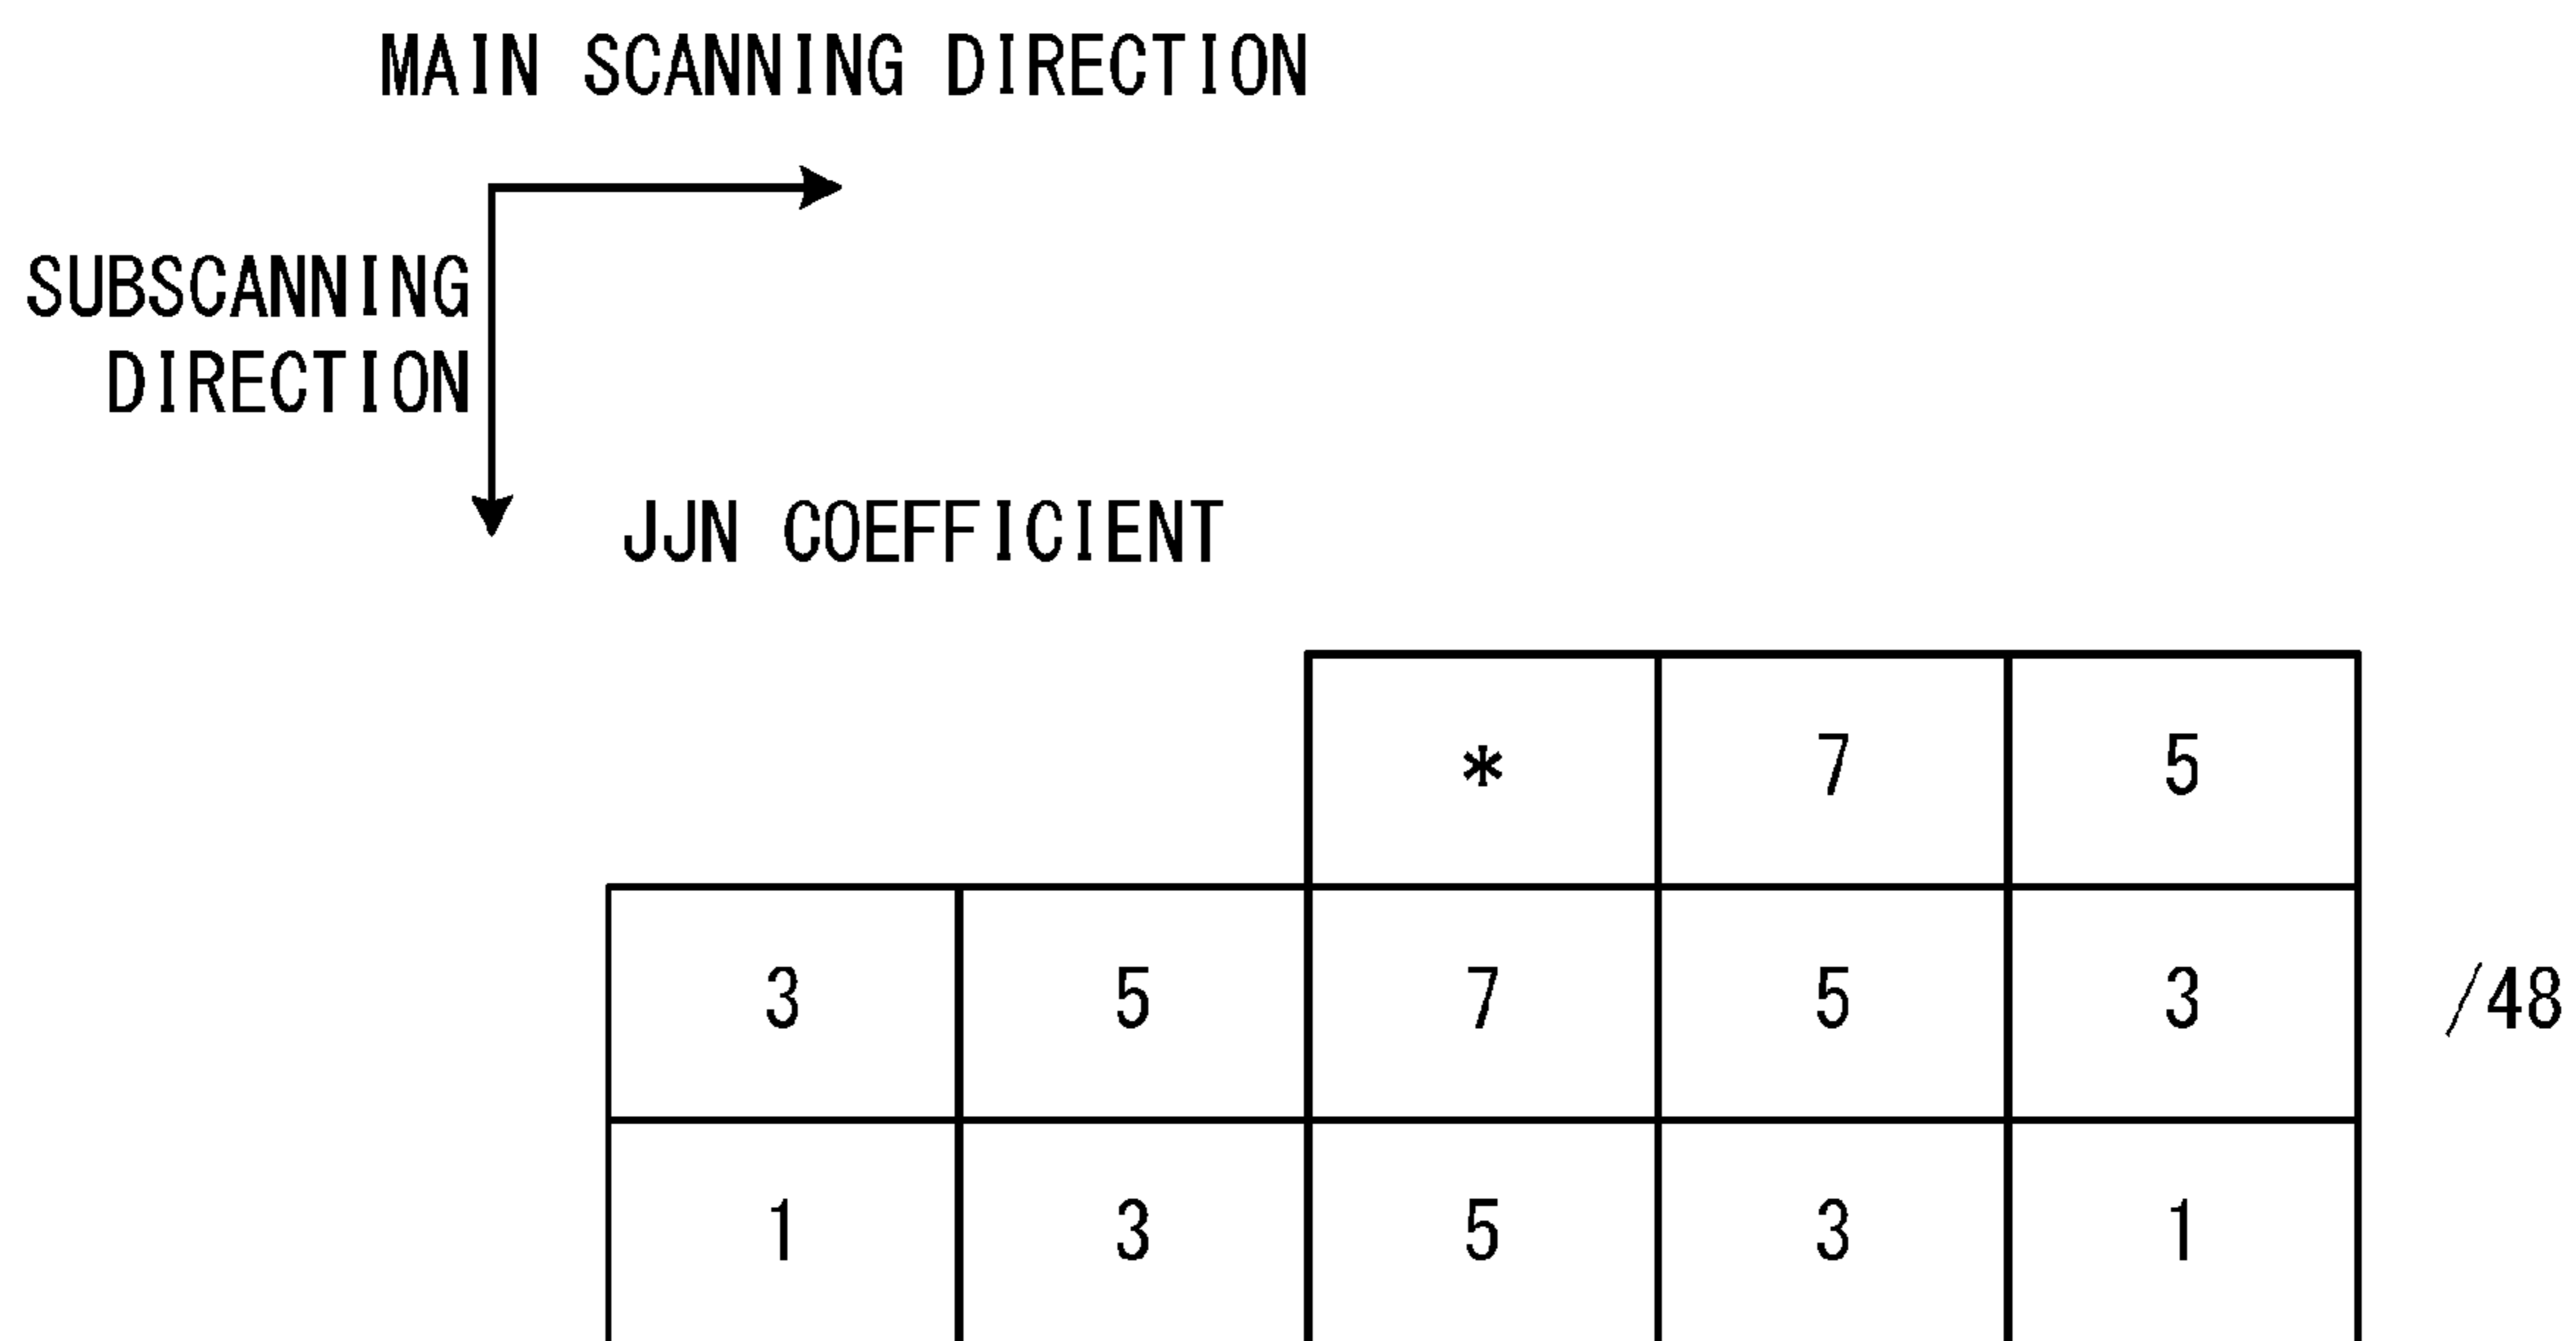 MAIN SCANNING DIRECTION
SUBSCANNING
DIRECTION
JJN COEFFICIENT
* 7 5
3 5 7 5 3 /48
1 3 5 3 1